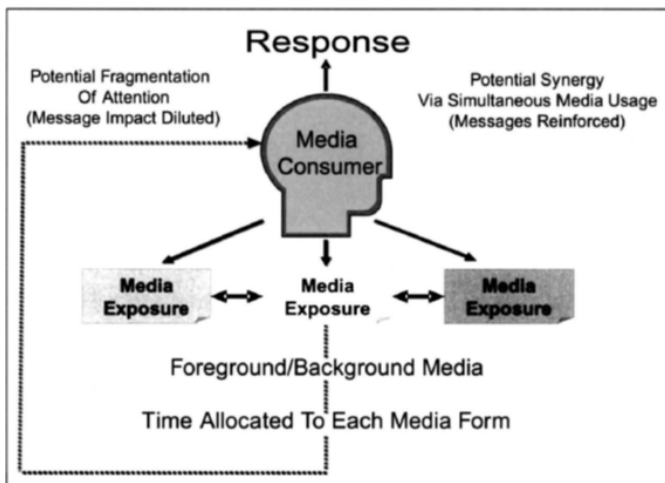 Response
Potential Fragmentation
Of Attention
(Message Impact Diluted)
Potential Synergy
Via Simultaneous Media Usage
(Messages Reinforced)
Media
Consumer
Media
Exposure
Media
Exposure
Media
Exposure
Foreground/Background Media
Time Allocated To Each Media Form